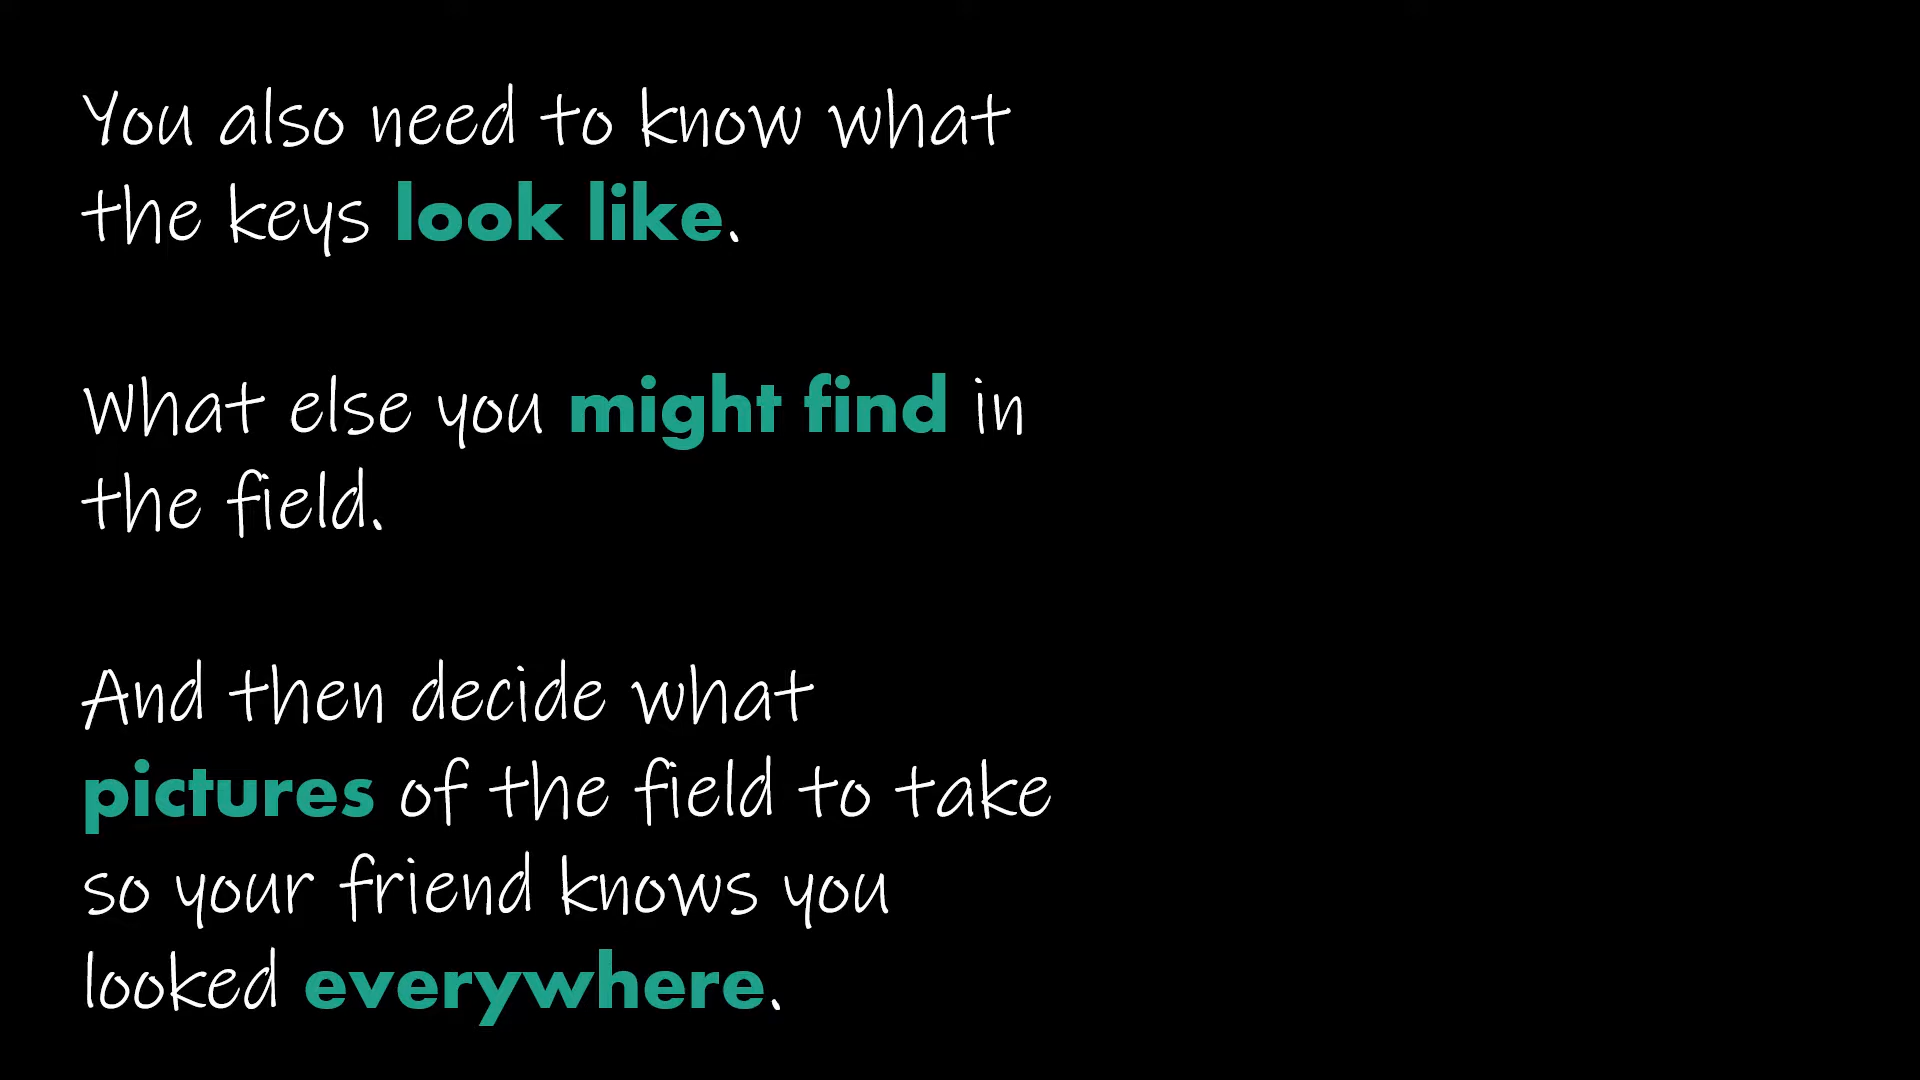 You also need to know what
the keys look like.
What else you might find in
the field.
And then decide what
pictures of the field to take
so your friend knows you
looked everywhere.